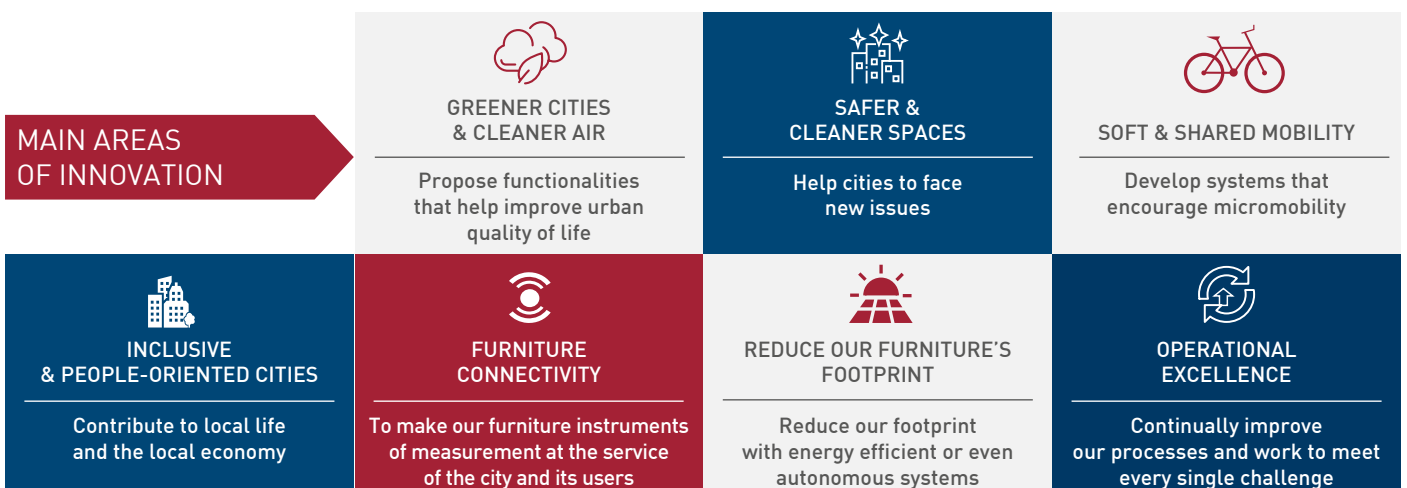 MAIN AREAS
OF INNOVATION
GREENER CITIES
& CLEANER AIR
Propose functionalities
that help improve urban
quality of life
SAFER &
CLEANER SPACES
Help cities to face
new issues
SOFT & SHARED MOBILITY
Develop systems that
encourage micromobility
INCLUSIVE
& PEOPLE-ORIENTED CITIES
Contribute to local life
and the local economy
FURNITURE
CONNECTIVITY
To make our furniture instruments
of measurement at the service
of the city and its users
REDUCE OUR FURNITURE’S
FOOTPRINT
Reduce our footprint
with energy efficient or even
autonomous systems
OPERATIONAL
EXCELLENCE
Continually improve
our processes and work to meet
every single challenge